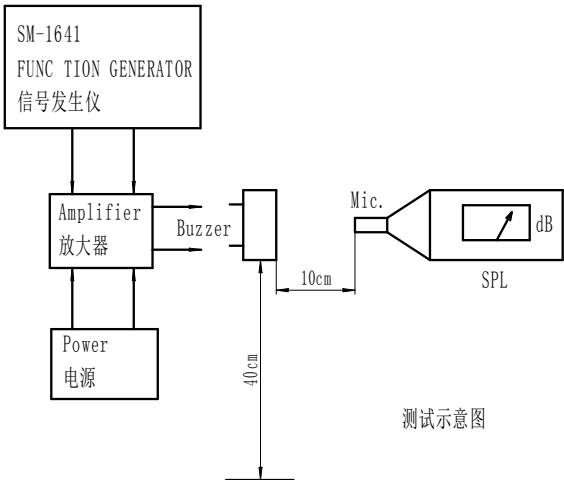 SM-1641
FUNC TION GENERATOR
信号发生仪
Amplifier
放大器
Buzzer
Mic.
dB
SPL
10cm
Power
电源
40cm
测试示意图